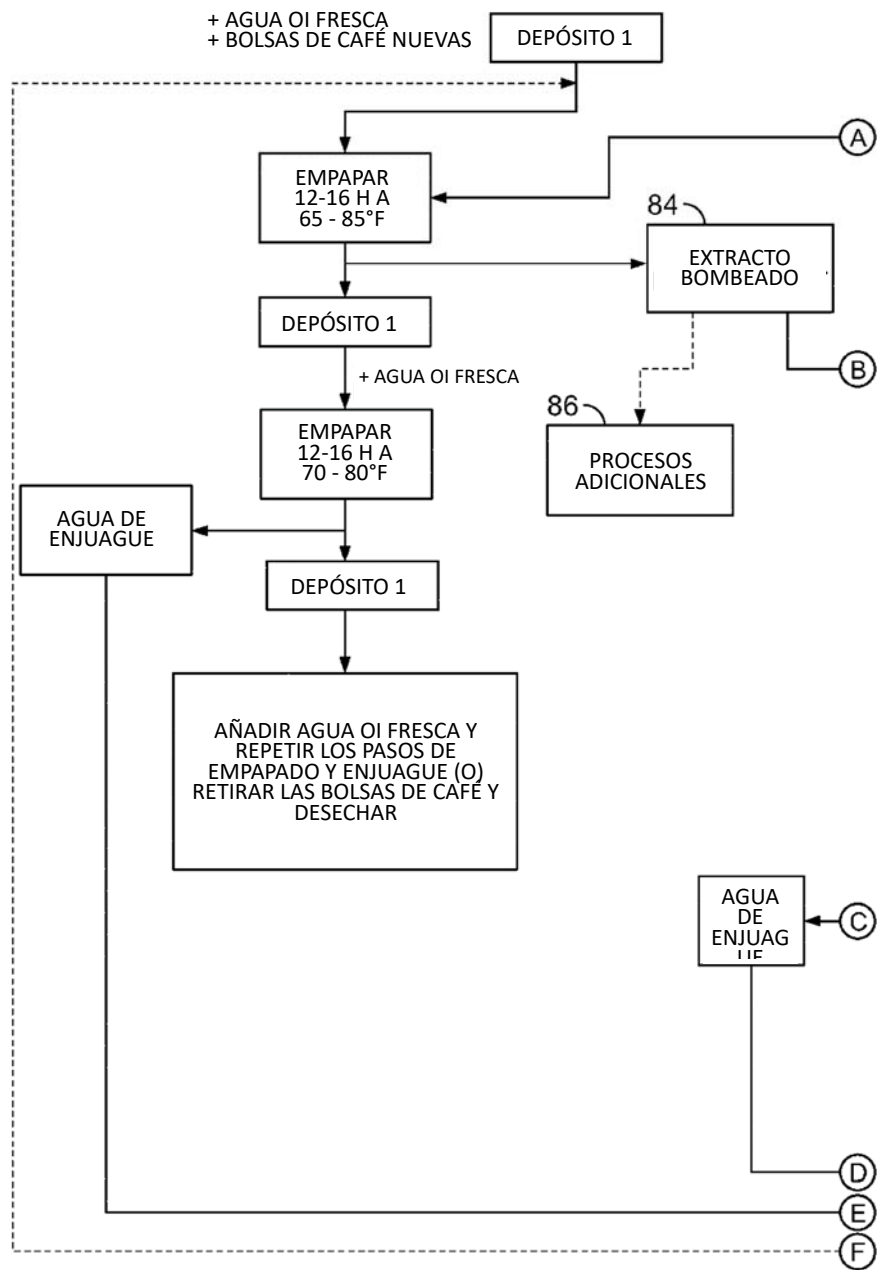 + AGUA OI FRESCA
+ BOLSAS DE CAFÉ NUEVAS
DEPÓSITO 1
A
EMPAPAR
12-16 H A
65 - 85°F
84
EXTRACTO
BOMBEADO
DEPÓSITO 1
B
+ AGUA OI FRESCA
86
EMPAPAR
12-16 H A
70 - 80°F
PROCESOS
ADICIONALES
AGUA DE
ENJUAGUE
DEPÓSITO 1
AÑADIR AGUA OI FRESCA Y
REPETIR LOS PASOS DE
EMPAPADO Y ENJUAGUE (O)
RETIRAR LAS BOLSAS DE CAFÉ Y
DESECHAR
AGUA
DE
ENJUAG
UE
C
D
E
F